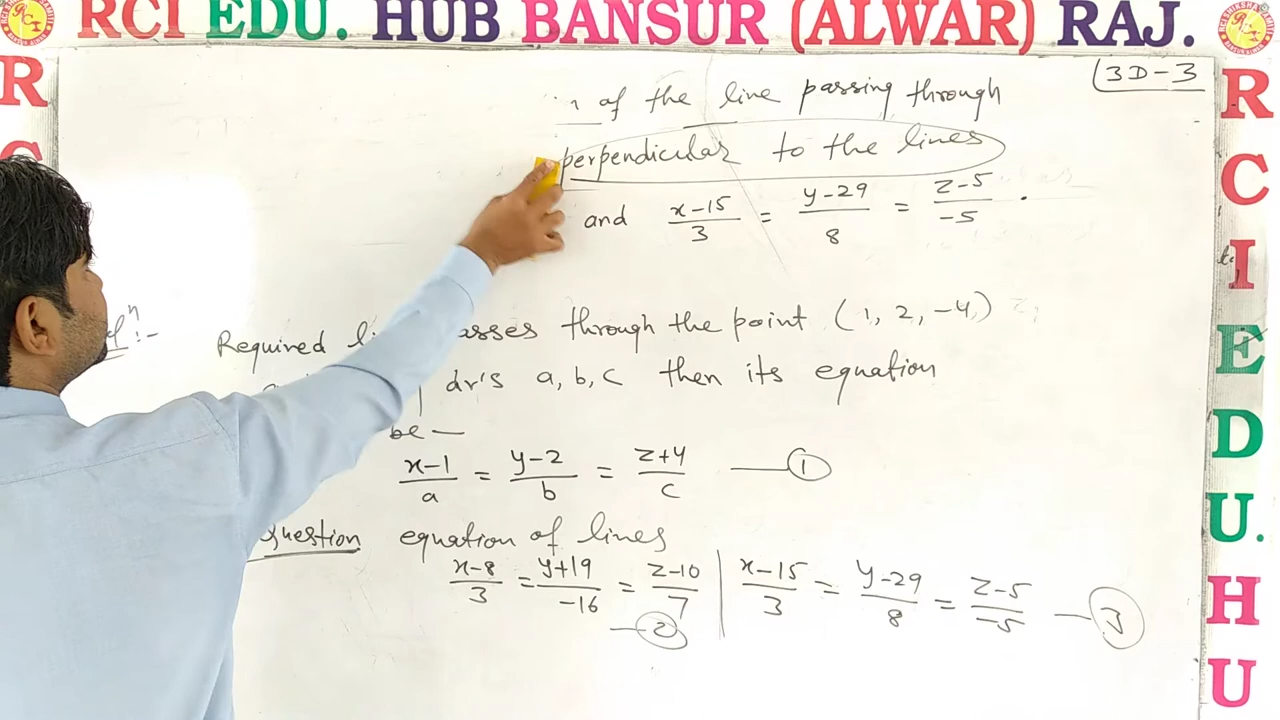 RCI EDU. HUB BANSUR (ALWAR) RAJ.
3D-3
of the line passing through
perpendicular to the lines
and x-15/3 = y-29/8 = z-5/-5 .
Required asses through the point (1, 2, -4)
dr's a, b, c then its equation
be —
x-1/a = y-2/b = z+4/c — 1
Question equation of lines
x-8/3 = y+19/-16 = z-10/7 — 2 | x-15/3 = y-29/8 = z-5/-5 — 3
R
C
R
C
I
E
D
U.
H
U